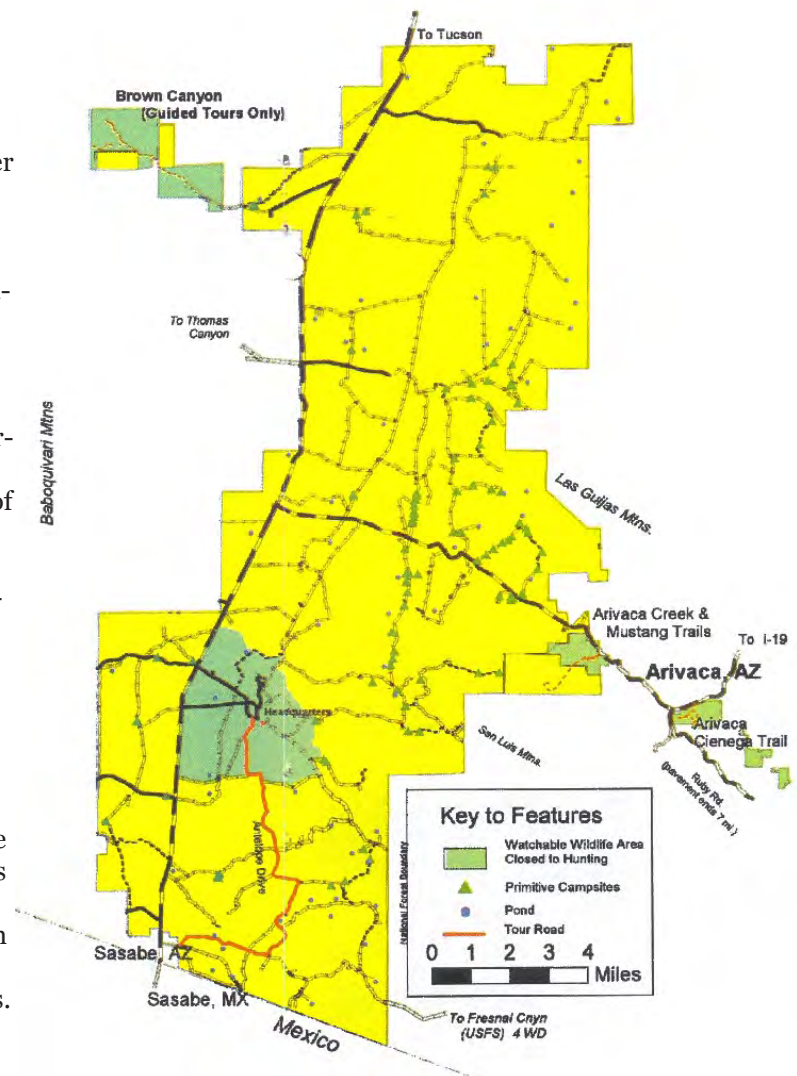 To Tucson
Brown Canyon
(Guided Tours Only)
er
-
To Thomas
Canyon
r-
of
Baboquivari Mtns
Las Guijas Mtns.
Arivaca Creek &
Mustang Trails
To I-19
Arivaca, AZ
Headquarters
Arivaca
Cienega Trail
San Luis Mtns.
Ruby Rd.
(pavement ends 7 mi.)
Antelope Drive
National Forest Boundary
Key to Features
Watchable Wildlife Area
Closed to Hunting
Primitive Campsites
Pond
Tour Road
0 1 2 3 4
Miles
e
s
n
s.
Sasabe, AZ
Sasabe, MX
Mexico
To Fresnal Cnyn
(USFS) 4 WD